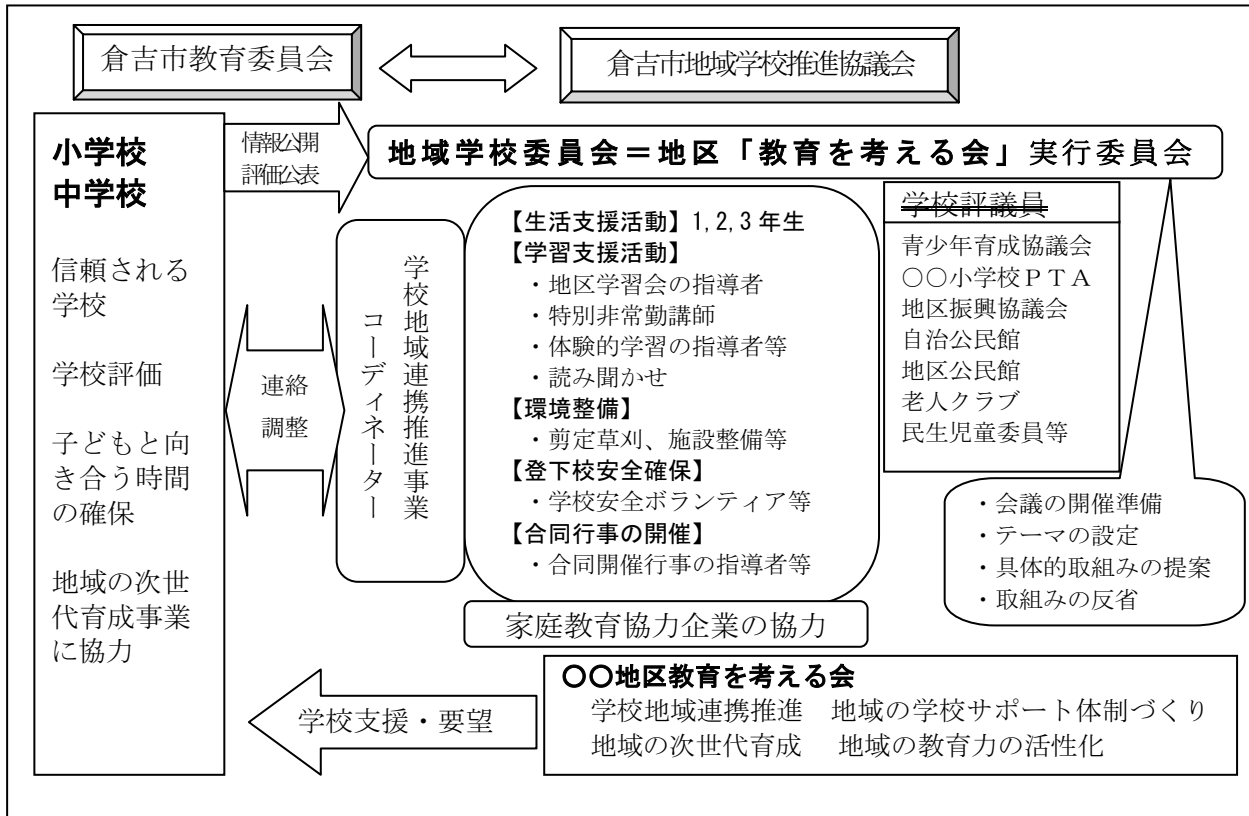 倉吉市教育委員会
倉吉市地域学校推進協議会
小学校
中学校
信頼される
学校
学校評価
子どもと向
き合う時間
の確保
地域の次世
代育成事業
に協力
情報公開
評価公表
地域学校委員会＝地区「教育を考える会」実行委員会
連絡
調整
学校地域連携推進事業
コーディネーター
【生活支援活動】1,2,3年生
【学習支援活動】
・地区学習会の指導者
・特別非常勤講師
・体験的学習の指導者等
・読み聞かせ
【環境整備】
・剪定草刈、施設整備等
【登下校安全確保】
・学校安全ボランティア等
【合同行事の開催】
・合同開催行事の指導者等
家庭教育協力企業の協力
学校評議員
青少年育成協議会
○○小学校ＰＴＡ
地区振興協議会
自治公民館
地区公民館
老人クラブ
民生児童委員等
・会議の開催準備
・テーマの設定
・具体的取組みの提案
・取組みの反省
学校支援・要望
○○地区教育を考える会
学校地域連携推進　地域の学校サポート体制づくり
地域の次世代育成　地域の教育力の活性化